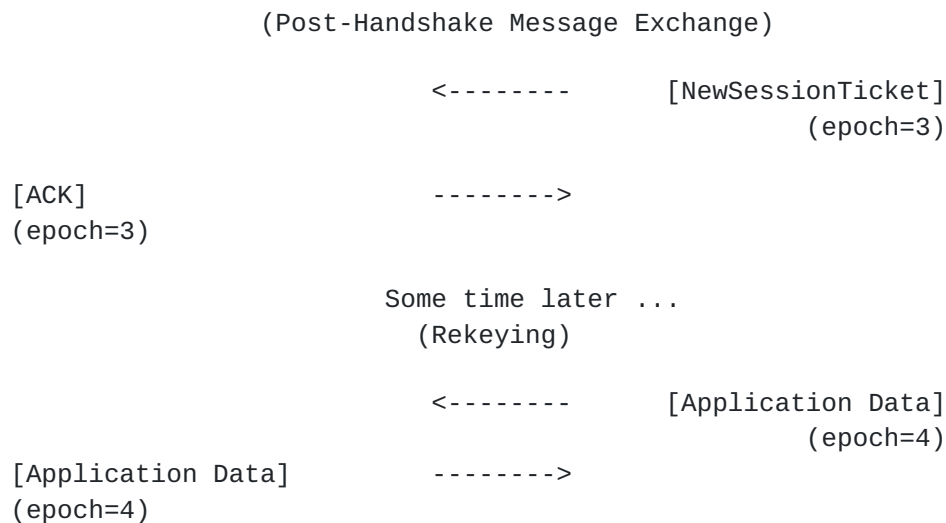 (Post-Handshake Message Exchange)
<-------- [NewSessionTicket]
(epoch=3)
[ACK] -------->
(epoch=3)
Some time later ...
(Rekeying)
<-------- [Application Data]
(epoch=4)
[Application Data] -------->
(epoch=4)